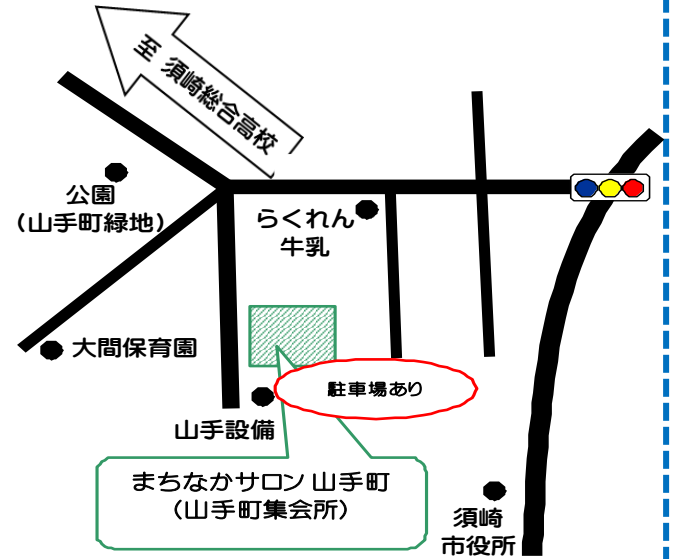 至 須崎総合高校
公園
（山手町緑地）
らくれん
牛乳
大間保育園
駐車場あり
山手設備
まちなかサロン 山手町
（山手町集会所）
須崎
市役所